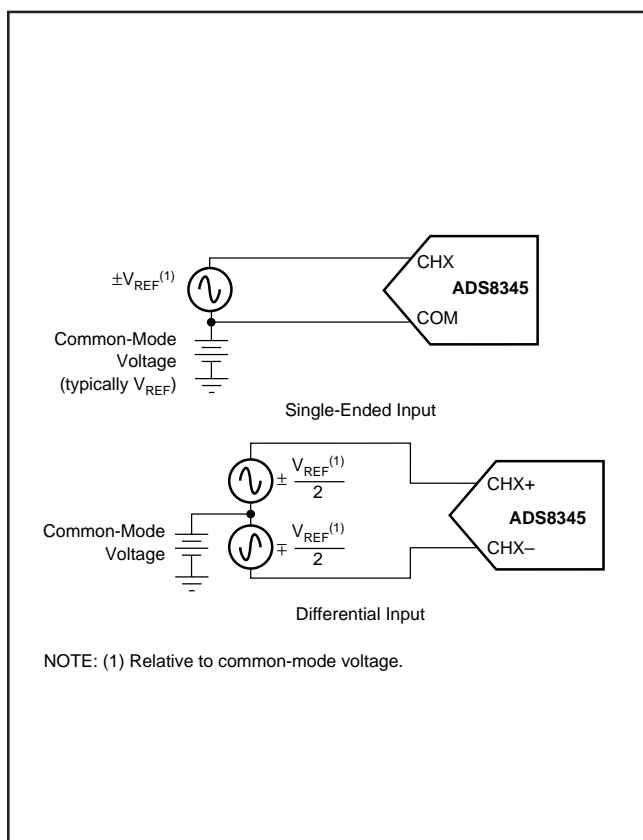 ±V_REF(1)
CHX
ADS8345
COM
Common-Mode
Voltage
(typically V_REF)
Single-Ended Input
± V_REF(1)
2
CHX+
ADS8345
Common-Mode
Voltage
∓ V_REF(1)
2
CHX–
Differential Input
NOTE: (1) Relative to common-mode voltage.